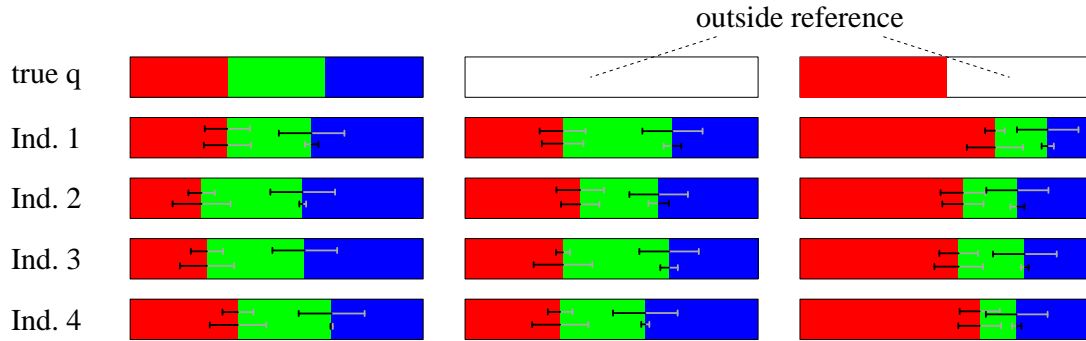 outside reference
true q
Ind. 1
Ind. 2
Ind. 3
Ind. 4